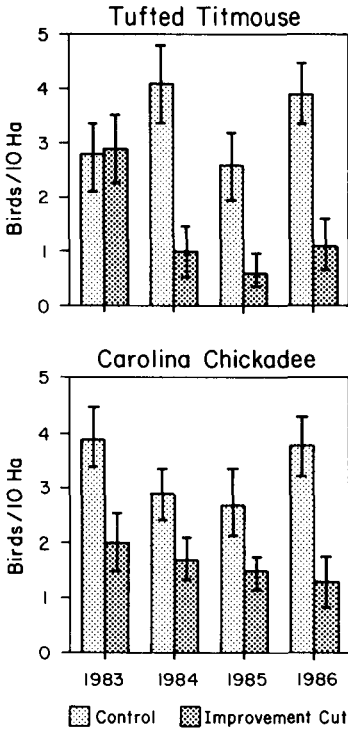 Tufted Titmouse
5
4
3
2
1
0
Birds/10 Ha
Carolina Chickadee
5
4
3
2
1
0
Birds/10 Ha
1983 1984 1985 1986
Control Improvement Cut